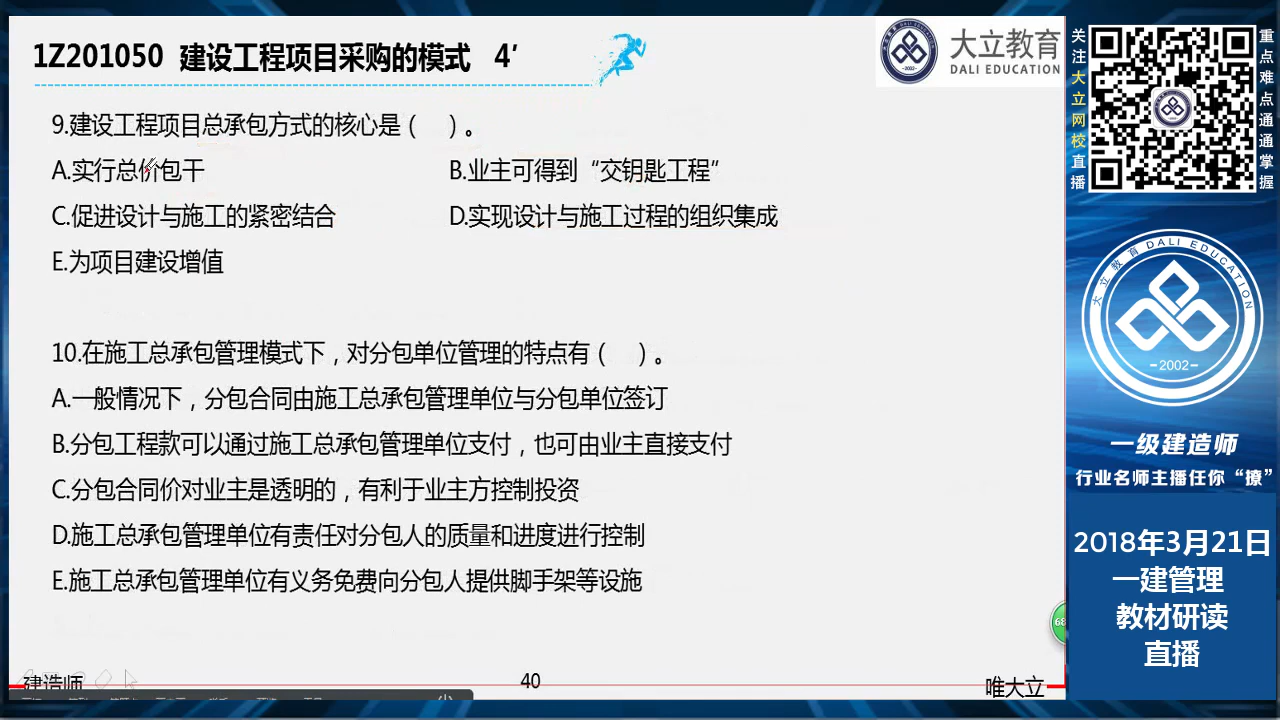 1Z201050 建设工程项目采购的模式 4′
大立教育
DALI EDUCATION
9.建设工程项目总承包方式的核心是（ ）。
A.实行总价包干
B.业主可得到“交钥匙工程”
C.促进设计与施工的紧密结合
D.实现设计与施工过程的组织集成
E.为项目建设增值
10.在施工总承包管理模式下，对分包单位管理的特点有（ ）。
A.一般情况下，分包合同由施工总承包管理单位与分包单位签订
B.分包工程款可以通过施工总承包管理单位支付，也可由业主直接支付
C.分包合同价对业主是透明的，有利于业主方控制投资
D.施工总承包管理单位有责任对分包人的质量和进度进行控制
E.施工总承包管理单位有义务免费向分包人提供脚手架等设施
建造师
40
唯大立
关注大立网校直播
重点难点通通掌握
大立教育 DALI EDUCATION
2002
一级建造师
行业名师主播任你“撩”
2018年3月21日
一建管理
教材研读
直播
68